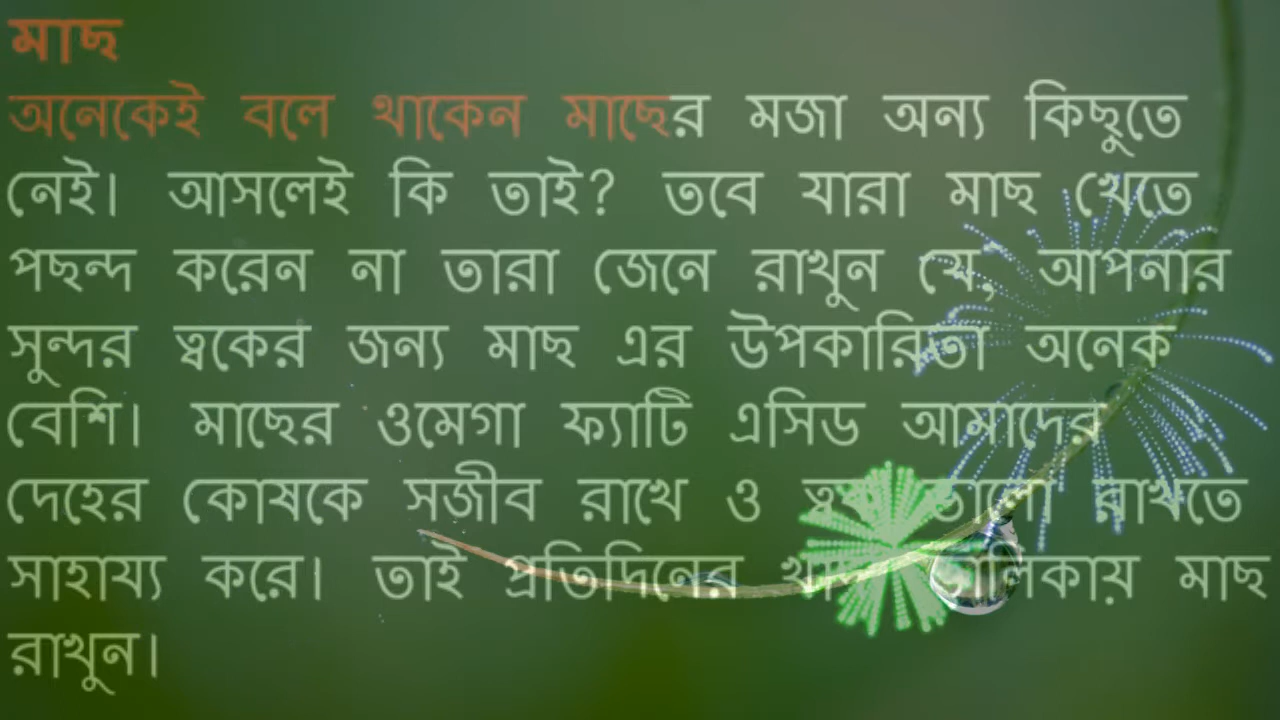 মাছ
অনেকেই বলে থাকেন মাছের মজা অন্য কিছুতে
নেই। আসলেই কি তাই? তবে যারা মাছ খেতে
পছন্দ করেন না তারা জেনে রাখুন যে, আপনার
সুন্দর ত্বকের জন্য মাছ এর উপকারিতা অনেক
বেশি। মাছের ওমেগা ফ্যাটি এসিড আমাদের
দেহের কোষকে সজীব রাখে ও ত্বক ভালো রাখতে
সাহায্য করে। তাই প্রতিদিনের খাদ্য তালিকায় মাছ
রাখুন।